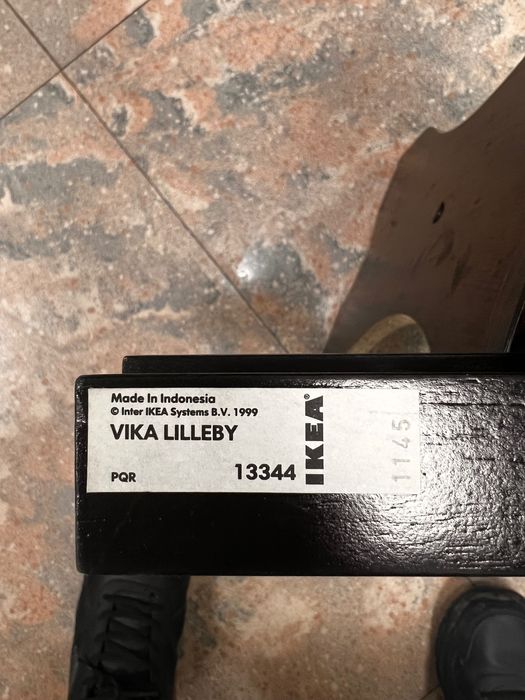 Made In Indonesia
© Inter IKEA Systems B.V. 1999
VIKA LILLEBY
PQR 13344
IKEA®
1145